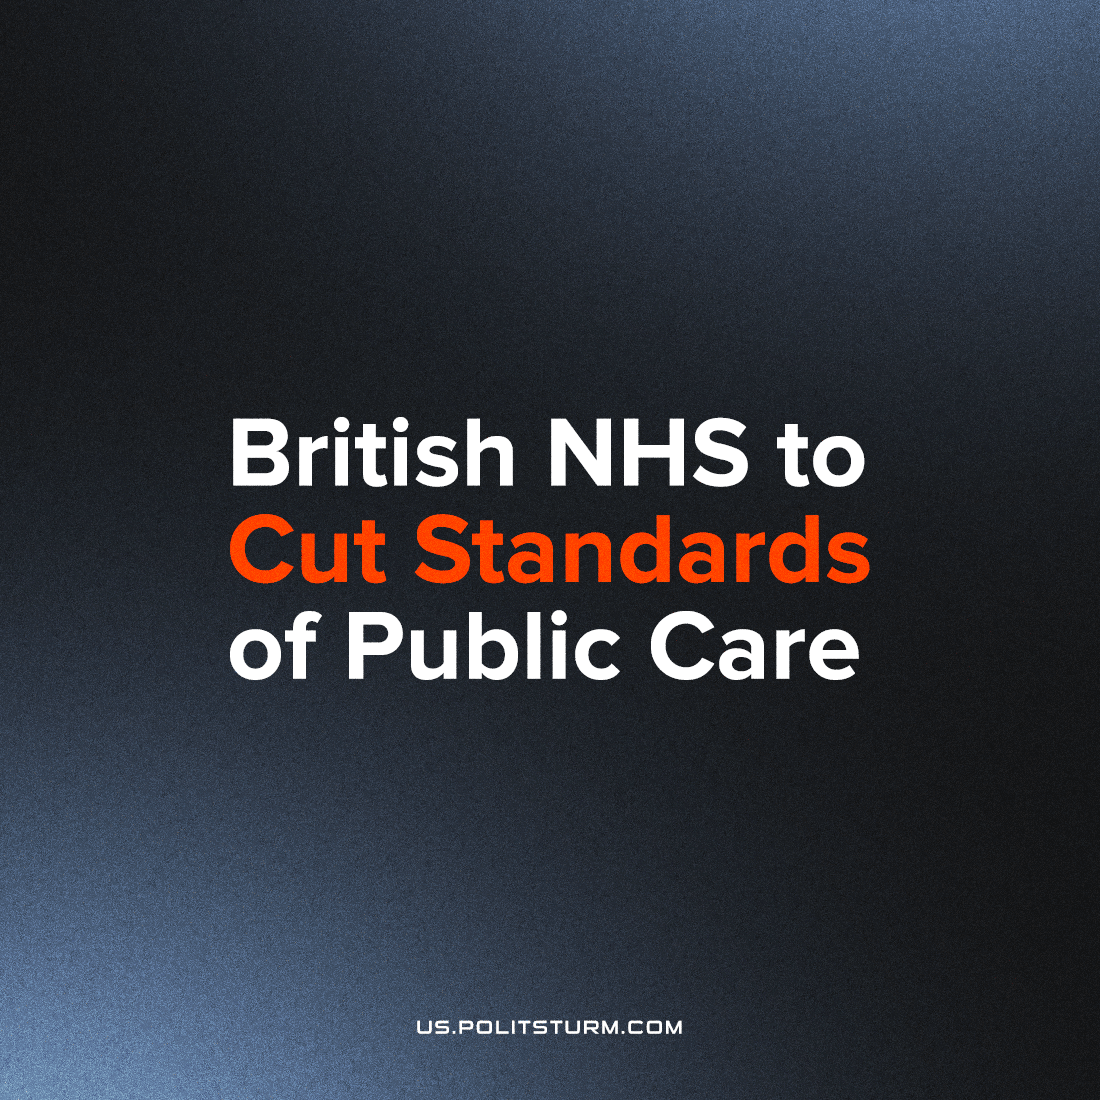 British NHS to
Cut Standards
of Public Care
US.POLITSTURM.COM